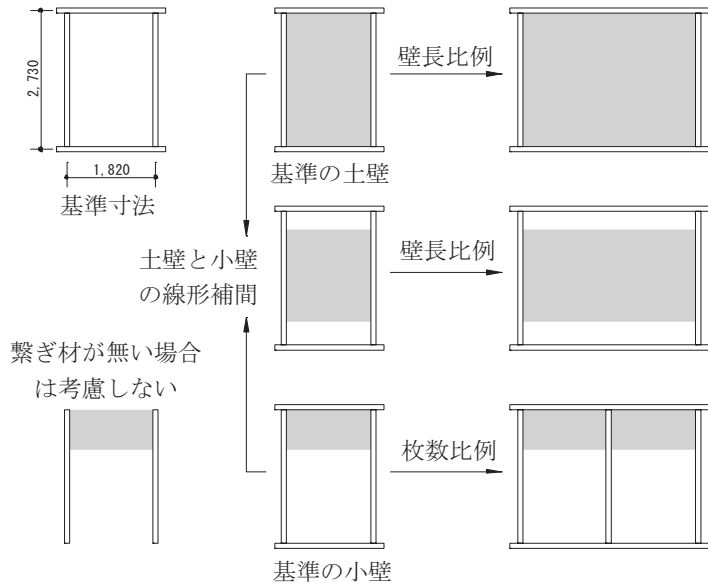 2,730
1,820
基準寸法
基準の土壁
壁長比例
土壁と小壁
の線形補間
壁長比例
繋ぎ材が無い場合
は考慮しない
枚数比例
基準の小壁